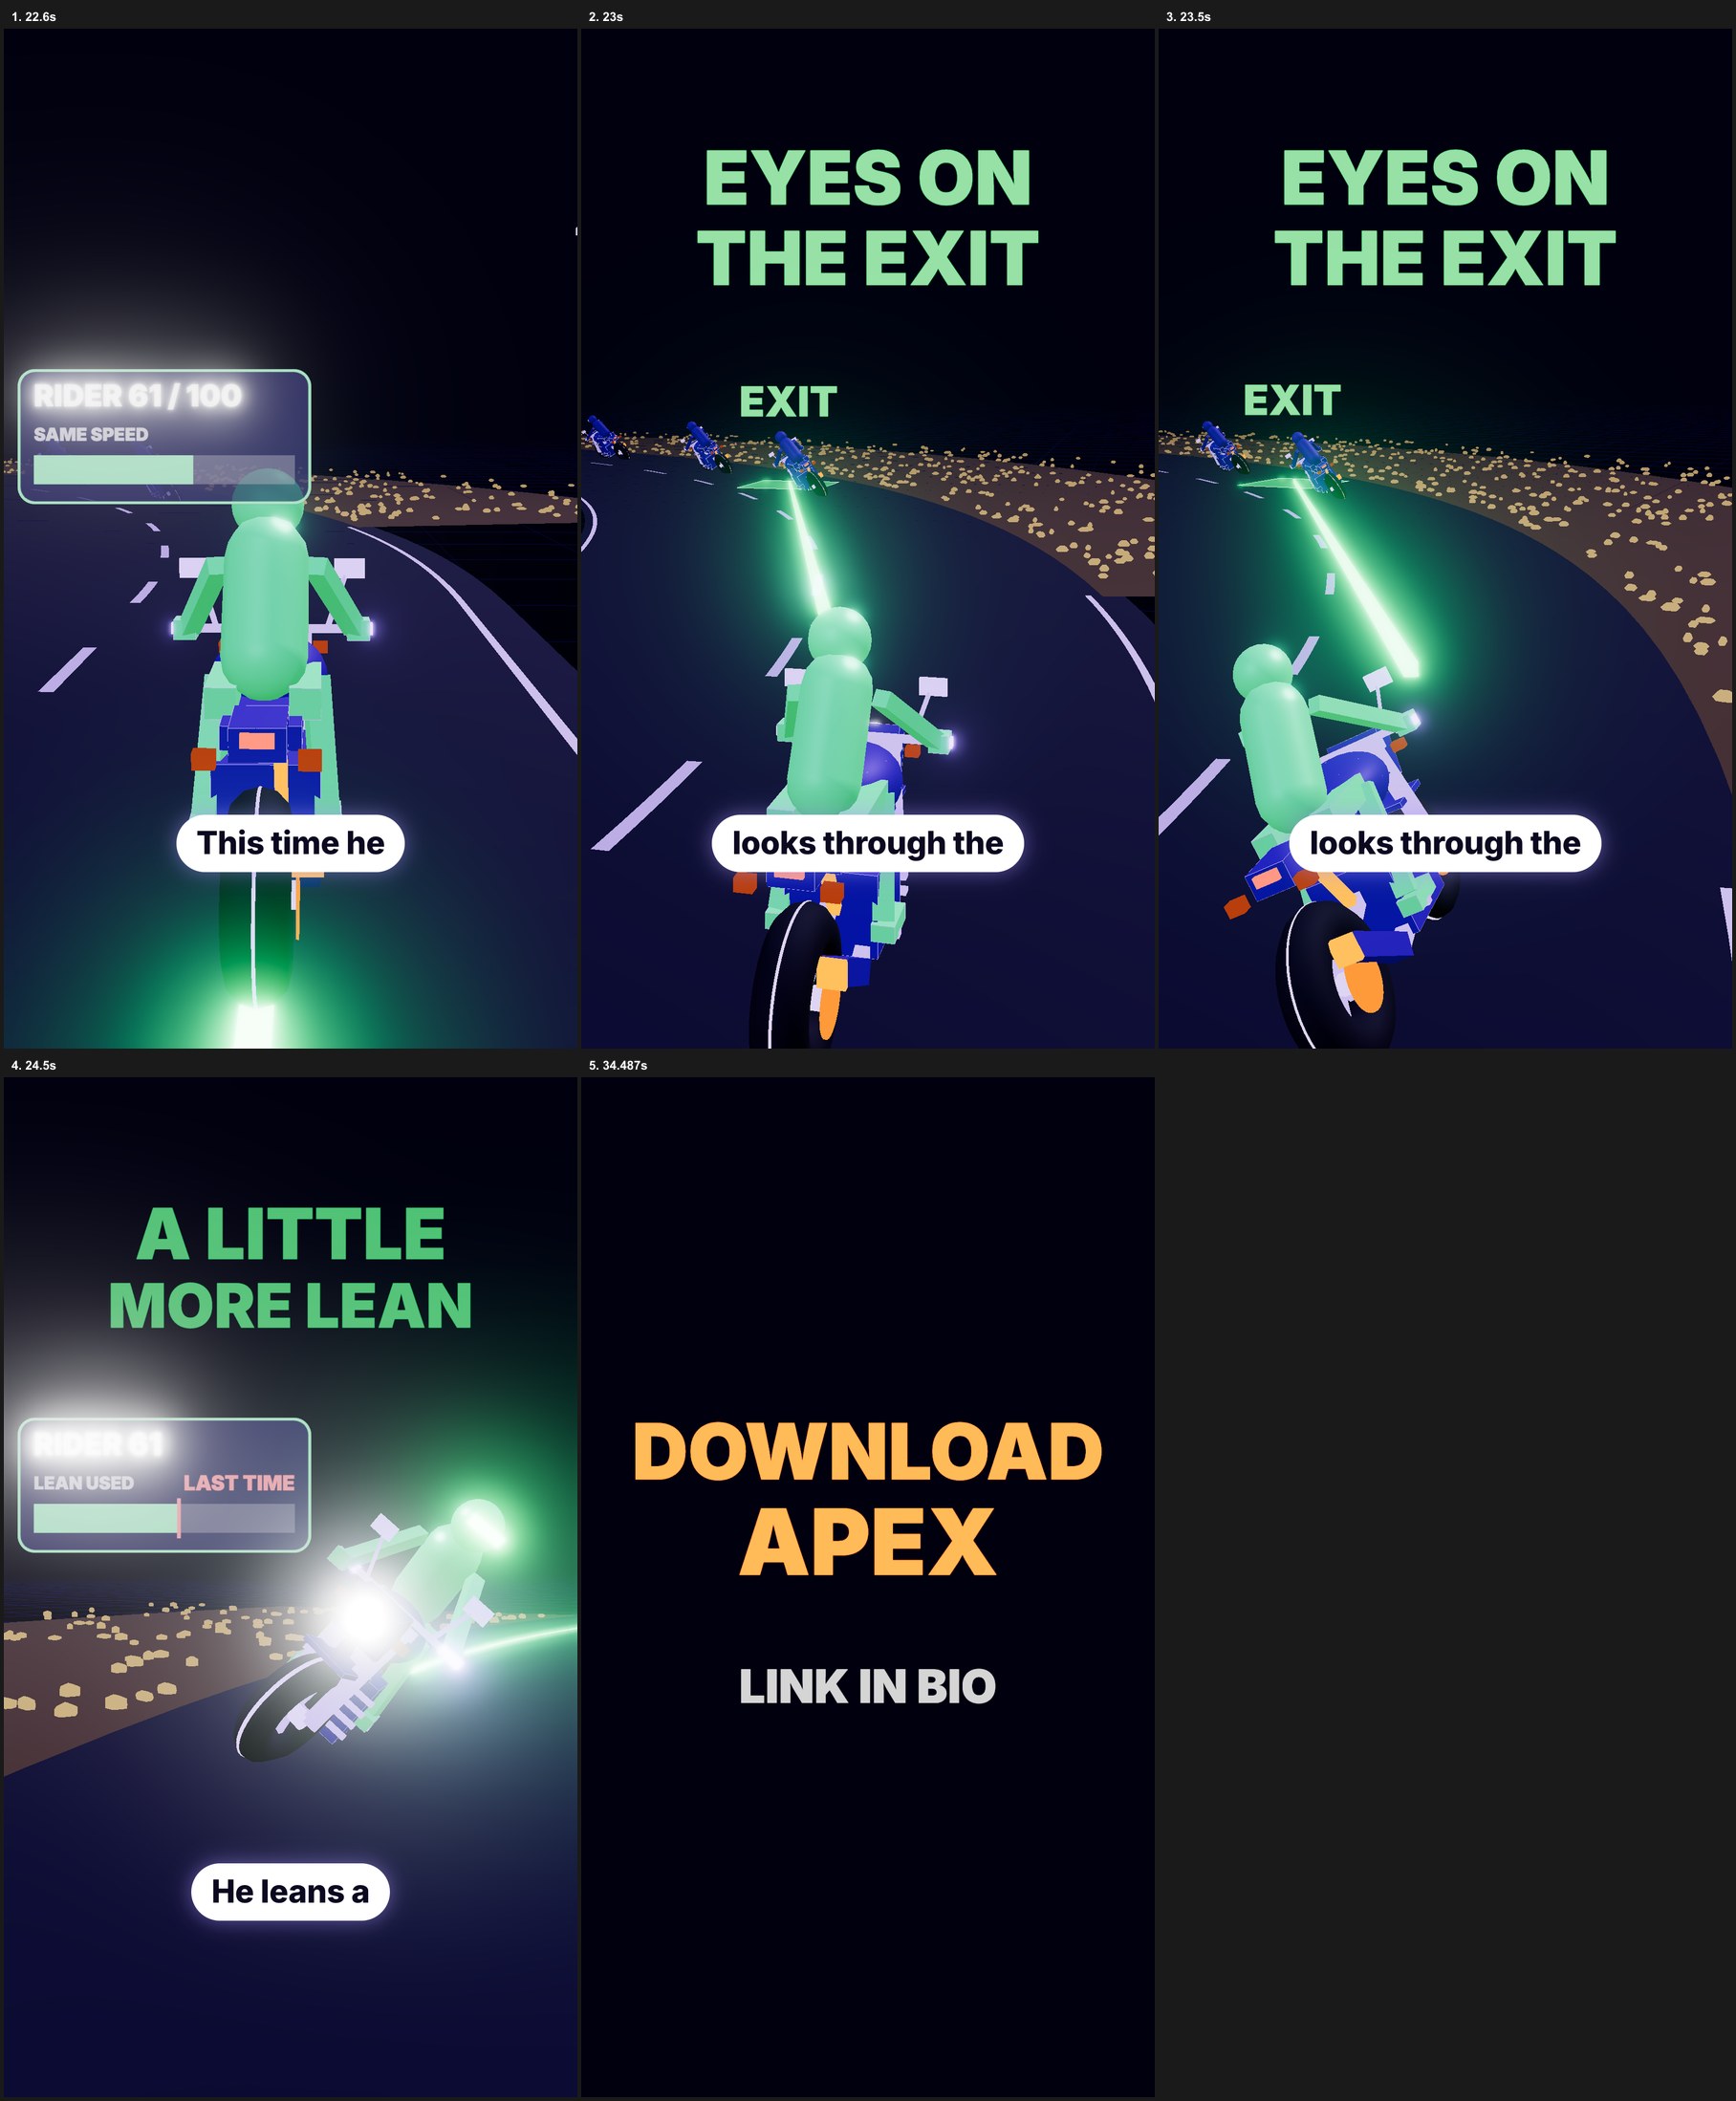 1. 22.6s
RIDER 61 / 100
SAME SPEED
This time he
2. 23s
EYES ON
THE EXIT
EXIT
looks through the
3. 23.5s
EYES ON
THE EXIT
EXIT
looks through the
4. 24.5s
A LITTLE
MORE LEAN
RIDER 61
LEAN USED
LAST TIME
He leans a
5. 34.487s
DOWNLOAD
APEX
LINK IN BIO